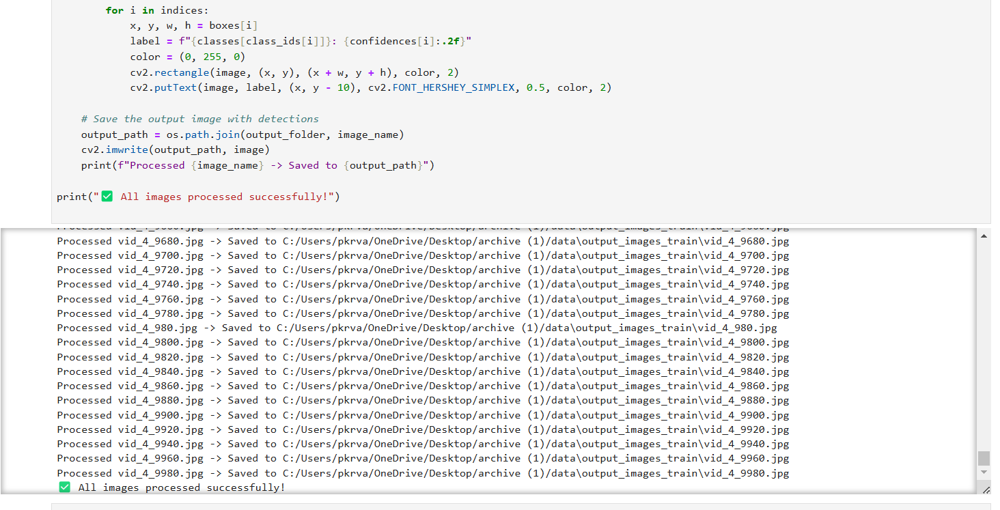 for i in indices:
x, y, w, h = boxes[i]
label = f"{classes[class_ids[i]]}: {confidences[i]:.2f}"
color = (0, 255, 0)
cv2.rectangle(image, (x, y), (x + w, y + h), color, 2)
cv2.putText(image, label, (x, y - 10), cv2.FONT_HERSHEY_SIMPLEX, 0.5, color, 2)
# Save the output image with detections
output_path = os.path.join(output_folder, image_name)
cv2.imwrite(output_path, image)
print(f"Processed {image_name} -> Saved to {output_path}")
print("✅ All images processed successfully!")
Processed vid_4_9660.jpg -> Saved to C:/Users/pkrva/OneDrive/Desktop/archive (1)/data\output_images_train\vid_4_9660.jpg
Processed vid_4_9680.jpg -> Saved to C:/Users/pkrva/OneDrive/Desktop/archive (1)/data\output_images_train\vid_4_9680.jpg
Processed vid_4_9700.jpg -> Saved to C:/Users/pkrva/OneDrive/Desktop/archive (1)/data\output_images_train\vid_4_9700.jpg
Processed vid_4_9720.jpg -> Saved to C:/Users/pkrva/OneDrive/Desktop/archive (1)/data\output_images_train\vid_4_9720.jpg
Processed vid_4_9740.jpg -> Saved to C:/Users/pkrva/OneDrive/Desktop/archive (1)/data\output_images_train\vid_4_9740.jpg
Processed vid_4_9760.jpg -> Saved to C:/Users/pkrva/OneDrive/Desktop/archive (1)/data\output_images_train\vid_4_9760.jpg
Processed vid_4_9780.jpg -> Saved to C:/Users/pkrva/OneDrive/Desktop/archive (1)/data\output_images_train\vid_4_9780.jpg
Processed vid_4_980.jpg -> Saved to C:/Users/pkrva/OneDrive/Desktop/archive (1)/data\output_images_train\vid_4_980.jpg
Processed vid_4_9800.jpg -> Saved to C:/Users/pkrva/OneDrive/Desktop/archive (1)/data\output_images_train\vid_4_9800.jpg
Processed vid_4_9820.jpg -> Saved to C:/Users/pkrva/OneDrive/Desktop/archive (1)/data\output_images_train\vid_4_9820.jpg
Processed vid_4_9840.jpg -> Saved to C:/Users/pkrva/OneDrive/Desktop/archive (1)/data\output_images_train\vid_4_9840.jpg
Processed vid_4_9860.jpg -> Saved to C:/Users/pkrva/OneDrive/Desktop/archive (1)/data\output_images_train\vid_4_9860.jpg
Processed vid_4_9880.jpg -> Saved to C:/Users/pkrva/OneDrive/Desktop/archive (1)/data\output_images_train\vid_4_9880.jpg
Processed vid_4_9900.jpg -> Saved to C:/Users/pkrva/OneDrive/Desktop/archive (1)/data\output_images_train\vid_4_9900.jpg
Processed vid_4_9920.jpg -> Saved to C:/Users/pkrva/OneDrive/Desktop/archive (1)/data\output_images_train\vid_4_9920.jpg
Processed vid_4_9940.jpg -> Saved to C:/Users/pkrva/OneDrive/Desktop/archive (1)/data\output_images_train\vid_4_9940.jpg
Processed vid_4_9960.jpg -> Saved to C:/Users/pkrva/OneDrive/Desktop/archive (1)/data\output_images_train\vid_4_9960.jpg
Processed vid_4_9980.jpg -> Saved to C:/Users/pkrva/OneDrive/Desktop/archive (1)/data\output_images_train\vid_4_9980.jpg
✅ All images processed successfully!